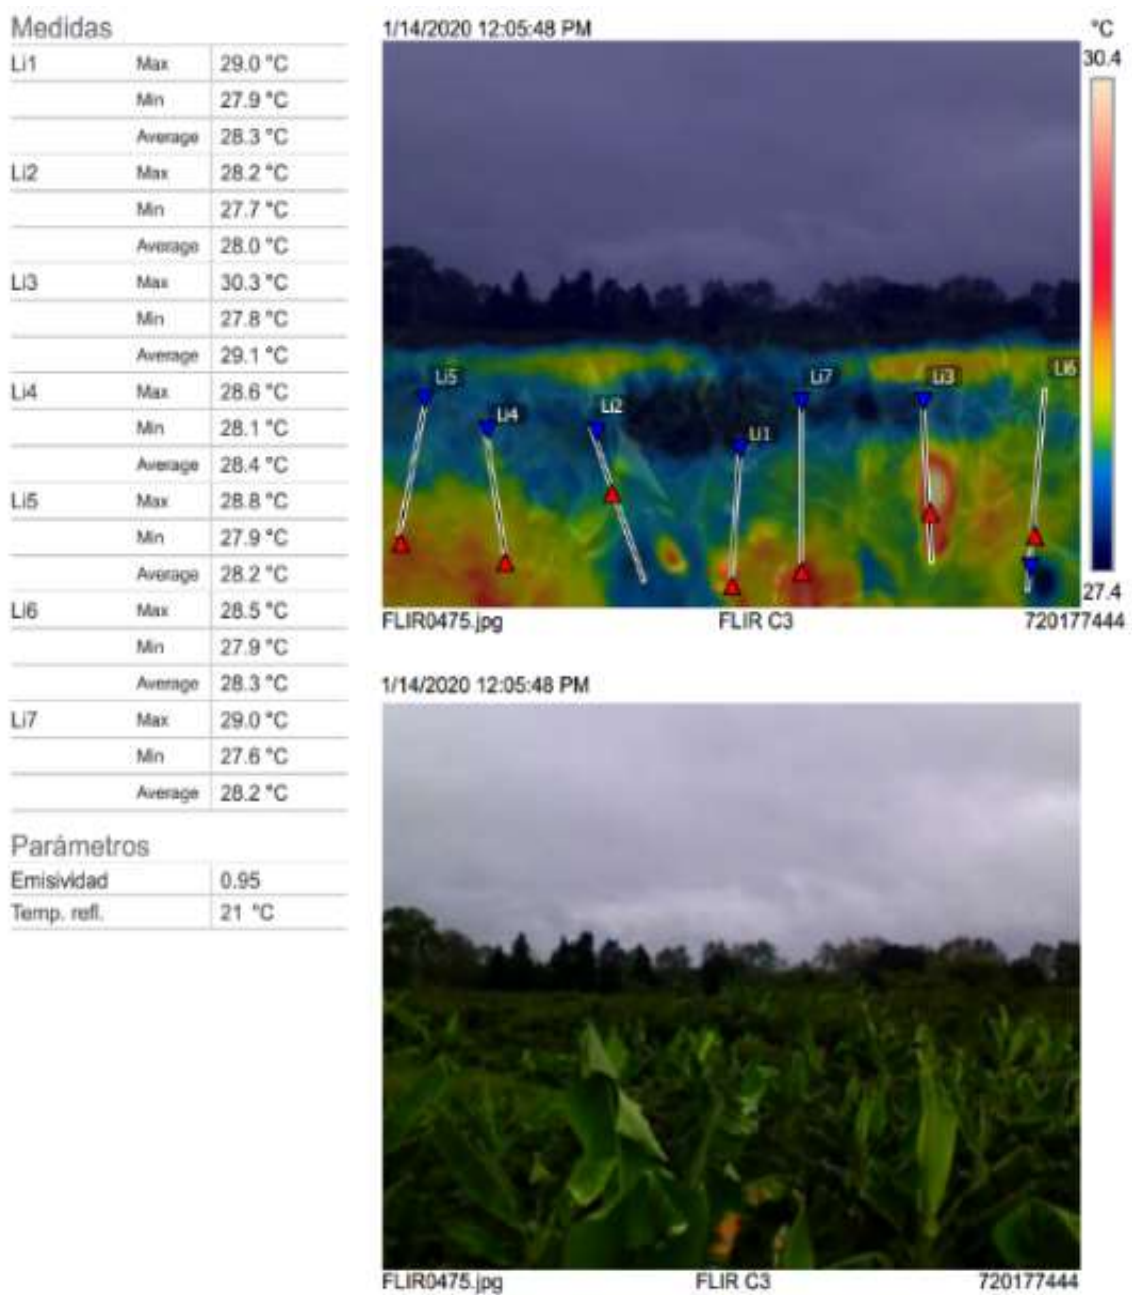 Medidas
Li1 Max 29.0 °C
Min 27.9 °C
Average 28.3 °C
Li2 Max 28.2 °C
Min 27.7 °C
Average 28.0 °C
Li3 Max 30.3 °C
Min 27.8 °C
Average 29.1 °C
Li4 Max 28.6 °C
Min 28.1 °C
Average 28.4 °C
Li5 Max 28.8 °C
Min 27.9 °C
Average 28.2 °C
Li6 Max 28.5 °C
Min 27.9 °C
Average 28.3 °C
Li7 Max 29.0 °C
Min 27.6 °C
Average 28.2 °C
Parámetros
Emisividad 0.95
Temp. refl. 21 °C
1/14/2020 12:05:48 PM
°C
30.4
Li5
Li4
Li2
Li1
Li7
Li3
Li6
27.4
FLIR0475.jpg FLIR C3 720177444
1/14/2020 12:05:48 PM
FLIR0475.jpg FLIR C3 720177444